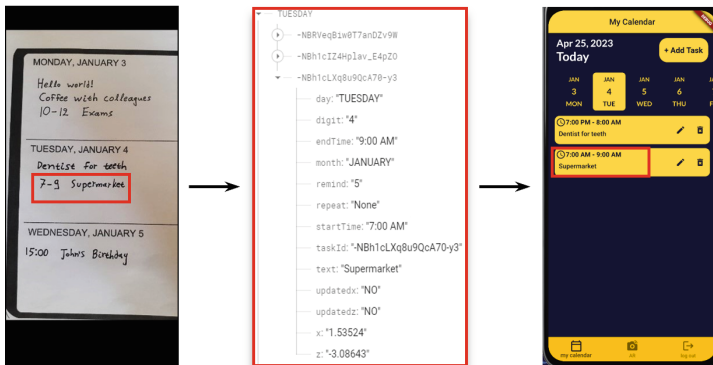 MONDAY, JANUARY 3
Hello world!
Coffee with colleagues
10-12 Exams
TUESDAY, JANUARY 4
Dentist for teeth
7-9 Supermarket
WEDNESDAY, JANUARY 5
15:00 John's Birthday
TUESDAY
-NBRVeqBiw0T7anDZv9W
-NBh1cIZ4Hplav_E4pZO
-NBh1cLXq8u9QcA70-y3
day: "TUESDAY"
digit: "4"
endTime: "9:00 AM"
month: "JANUARY"
remind: "5"
repeat: "None"
startTime: "7:00 AM"
taskId: "-NBh1cLXq8u9QcA70-y3"
text: "Supermarket"
updatedx: "NO"
updatedz: "NO"
x: "1.53524"
z: "-3.08643"
My Calendar
Apr 25, 2023
Today
+ Add Task
JAN JAN JAN JAN
3 4 5 6
MON TUE WED THU F
7:00 PM - 8:00 AM
Dentist for teeth
7:00 AM - 9:00 AM
Supermarket
my calendar AR log out